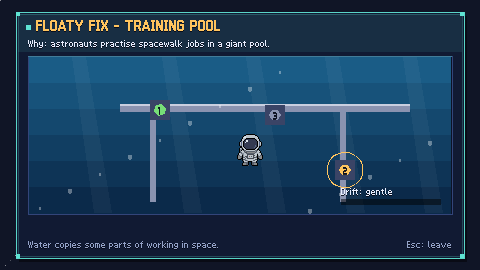 FLOATY FIX - TRAINING POOL
Why: astronauts practise spacewalk jobs in a giant pool.
1
3
2
Drift: gentle
Water copies some parts of working in space.
Esc: leave